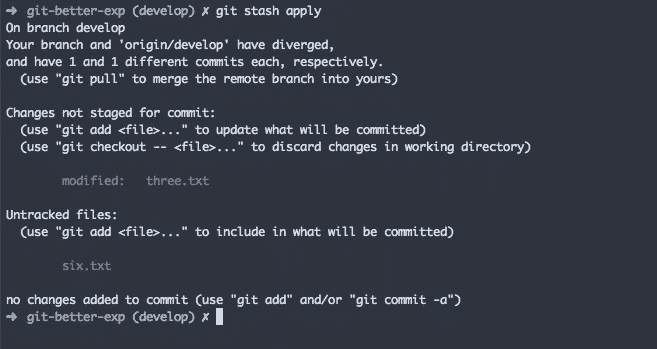 ➜ git-better-exp (develop) ✗ git stash apply
On branch develop
Your branch and 'origin/develop' have diverged,
and have 1 and 1 different commits each, respectively.
  (use "git pull" to merge the remote branch into yours)
Changes not staged for commit:
  (use "git add <file>..." to update what will be committed)
  (use "git checkout -- <file>..." to discard changes in working directory)
        modified:   three.txt
Untracked files:
  (use "git add <file>..." to include in what will be committed)
        six.txt
no changes added to commit (use "git add" and/or "git commit -a")
➜ git-better-exp (develop) ✗